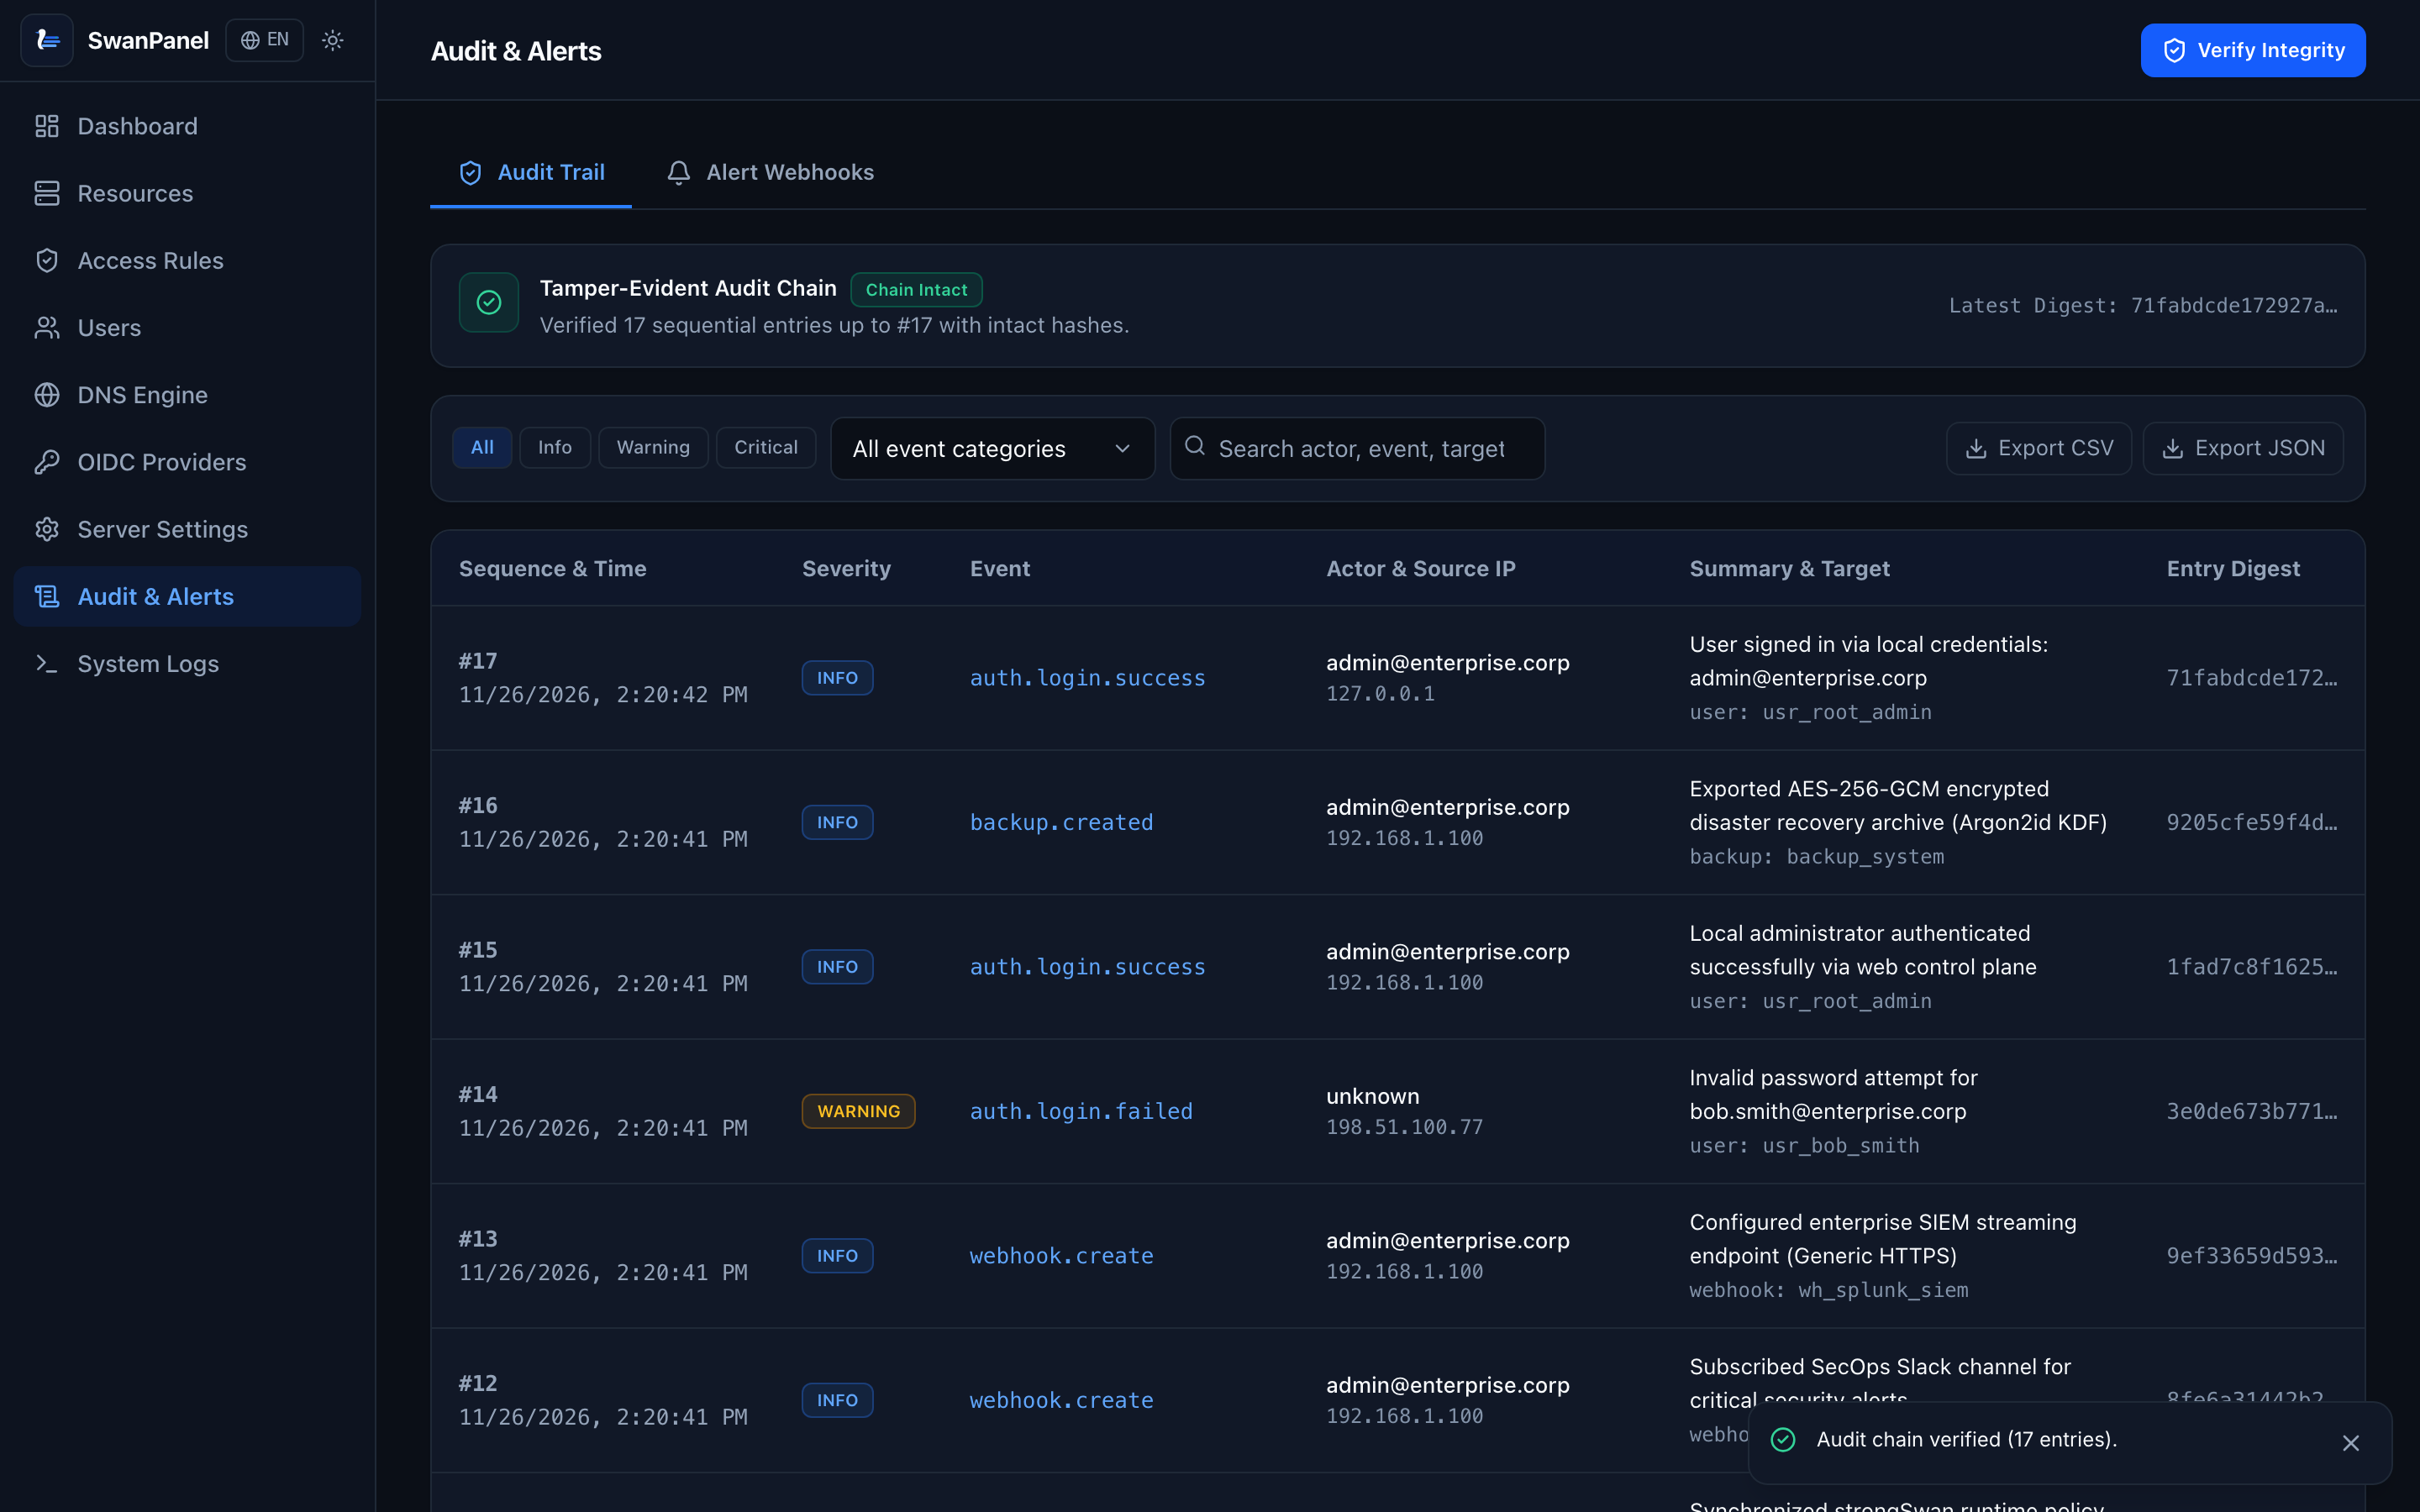 SwanPanel
EN
Dashboard
Resources
Access Rules
Users
DNS Engine
OIDC Providers
Server Settings
Audit & Alerts
System Logs
Audit & Alerts
Verify Integrity
Audit Trail
Alert Webhooks
Tamper-Evident Audit Chain
Chain Intact
Verified 17 sequential entries up to #17 with intact hashes.
Latest Digest: 71fabdcde172927a…
All
Info
Warning
Critical
All event categories
Search actor, event, target
Export CSV
Export JSON
Sequence & Time
Severity
Event
Actor & Source IP
Summary & Target
Entry Digest
#17
11/26/2026, 2:20:42 PM
INFO
auth.login.success
admin@enterprise.corp
127.0.0.1
User signed in via local credentials:
admin@enterprise.corp
user: usr_root_admin
71fabdcde172…
#16
11/26/2026, 2:20:41 PM
INFO
backup.created
admin@enterprise.corp
192.168.1.100
Exported AES-256-GCM encrypted
disaster recovery archive (Argon2id KDF)
backup: backup_system
9205cfe59f4d…
#15
11/26/2026, 2:20:41 PM
INFO
auth.login.success
admin@enterprise.corp
192.168.1.100
Local administrator authenticated
successfully via web control plane
user: usr_root_admin
1fad7c8f1625…
#14
11/26/2026, 2:20:41 PM
WARNING
auth.login.failed
unknown
198.51.100.77
Invalid password attempt for
bob.smith@enterprise.corp
user: usr_bob_smith
3e0de673b771…
#13
11/26/2026, 2:20:41 PM
INFO
webhook.create
admin@enterprise.corp
192.168.1.100
Configured enterprise SIEM streaming
endpoint (Generic HTTPS)
webhook: wh_splunk_siem
9ef33659d593…
#12
11/26/2026, 2:20:41 PM
INFO
webhook.create
admin@enterprise.corp
192.168.1.100
Subscribed SecOps Slack channel for
critical security alerts
webho
8fe6a31442b2
Audit chain verified (17 entries).
Synchronized strongSwan runtime policy